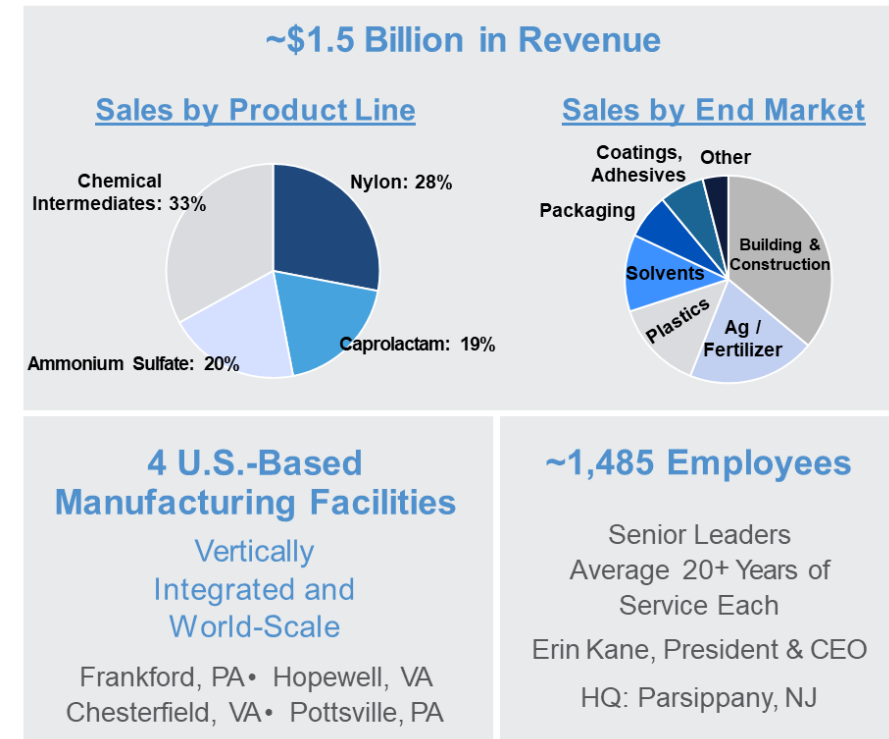 ~$1.5 Billion in Revenue
Sales by Product Line
Chemical
Intermediates: 33%
Nylon: 28%
Ammonium Sulfate: 20%
Caprolactam: 19%
Sales by End Market
Coatings,
Adhesives
Other
Packaging
Building &
Construction
Solvents
Plastics
Ag /
Fertilizer
4 U.S.-Based
Manufacturing Facilities
Vertically
Integrated and
World-Scale
Frankford, PA• Hopewell, VA
Chesterfield, VA• Pottsville, PA
~1,485 Employees
Senior Leaders
Average 20+ Years of
Service Each
Erin Kane, President & CEO
HQ: Parsippany, NJ